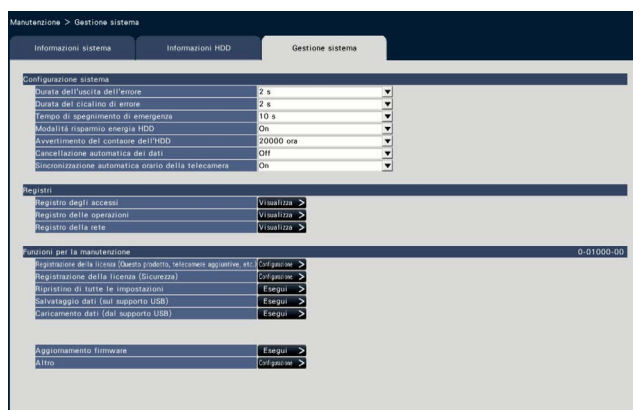 Manutenzione > Gestione sistema
Informazioni sistema Informazioni HDD Gestione sistema
Configurazione sistema
Durata dell'uscita dell'errore 2 s
Durata del cicalino di errore 2 s
Tempo di spegnimento di emergenza 10 s
Modalità risparmio energia HDD On
Avvertimento del contaore dell'HDD 20000 ora
Cancellazione automatica dei dati Off
Sincronizzazione automatica orario della telecamera On
Registri
Registro degli accessi Visualizza >
Registro delle operazioni Visualizza >
Registro della rete Visualizza >
Funzioni per la manutenzione 0-01000-00
Registrazione della licenza (Questo prodotto, telecamere aggiuntive, etc.) Configurazione >
Registrazione della licenza (Sicurezza) Configurazione >
Ripristino di tutte le impostazioni Esegui >
Salvataggio dati (sul supporto USB) Esegui >
Caricamento dati (dal supporto USB) Esegui >
Aggiornamento firmware Esegui >
Altro Configurazione >